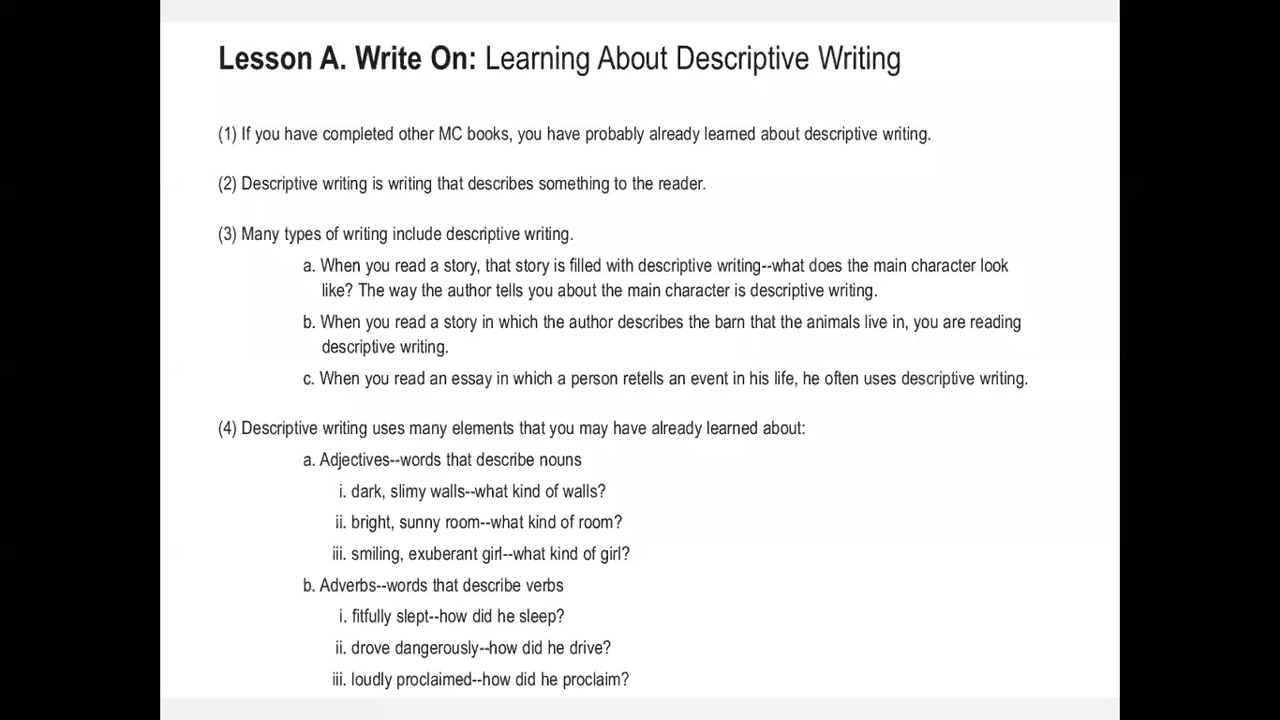 Lesson A. Write On: Learning About Descriptive Writing
(1) If you have completed other MC books, you have probably already learned about descriptive writing.
(2) Descriptive writing is writing that describes something to the reader.
(3) Many types of writing include descriptive writing.
a. When you read a story, that story is filled with descriptive writing--what does the main character look
like? The way the author tells you about the main character is descriptive writing.
b. When you read a story in which the author describes the barn that the animals live in, you are reading
descriptive writing.
c. When you read an essay in which a person retells an event in his life, he often uses descriptive writing.
(4) Descriptive writing uses many elements that you may have already learned about:
a. Adjectives--words that describe nouns
i. dark, slimy walls--what kind of walls?
ii. bright, sunny room--what kind of room?
iii. smiling, exuberant girl--what kind of girl?
b. Adverbs--words that describe verbs
i. fitfully slept--how did he sleep?
ii. drove dangerously--how did he drive?
iii. loudly proclaimed--how did he proclaim?